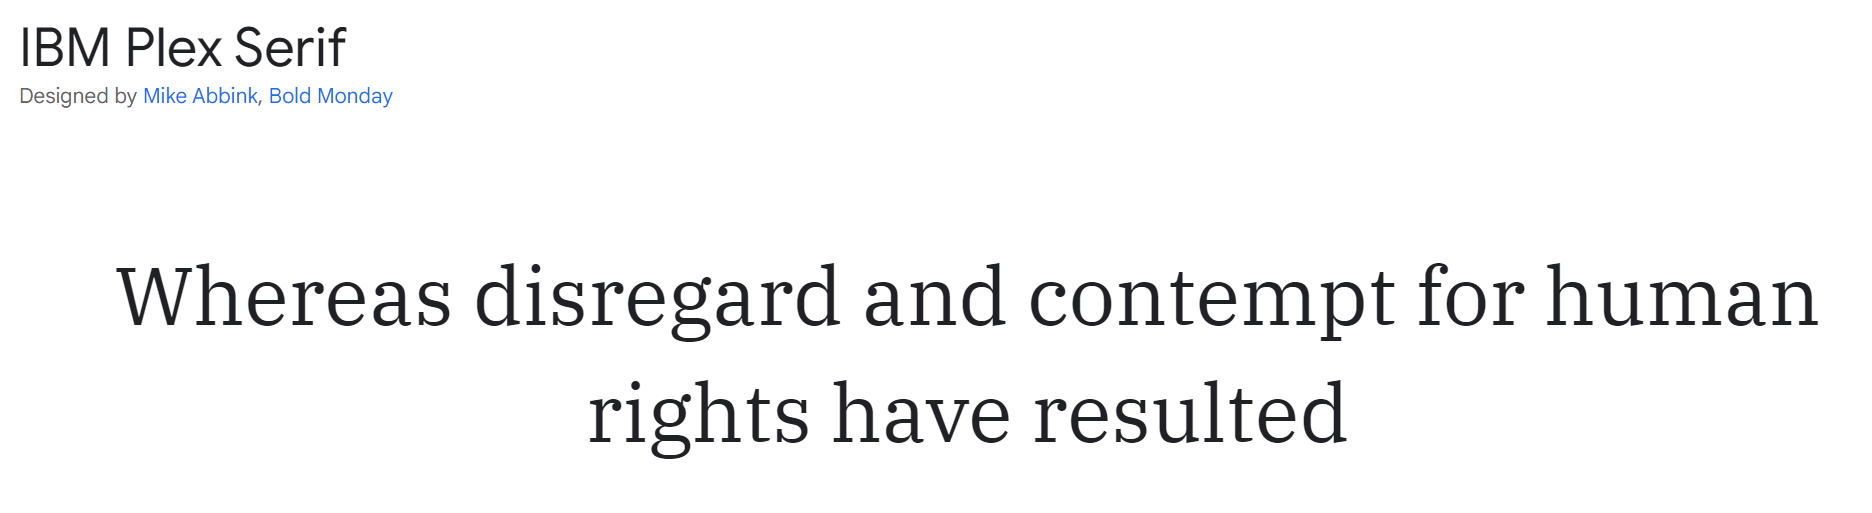 IBM Plex Serif
Designed by Mike Abbink, Bold Monday
Whereas disregard and contempt for human
rights have resulted